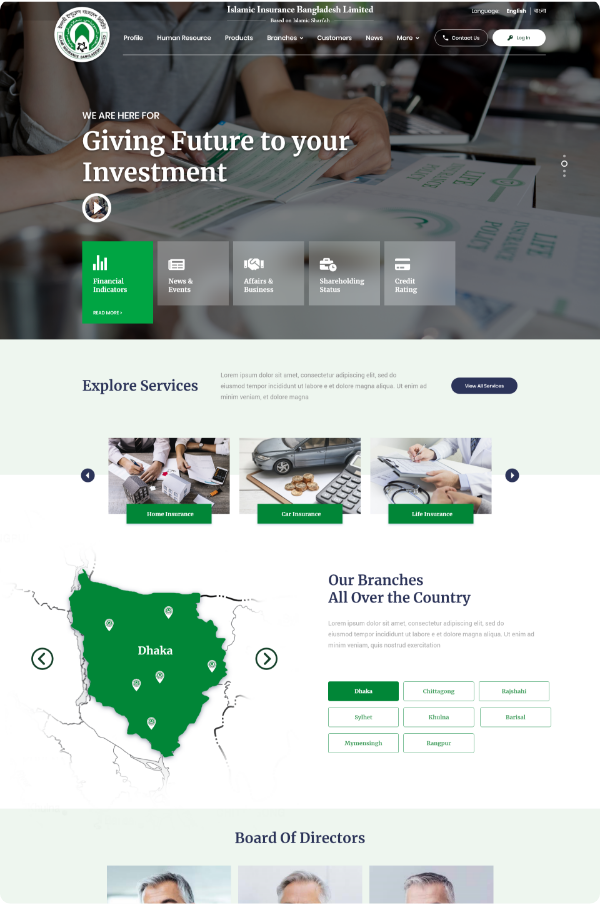 Islamic Insurance Bangladesh Limited
Based on Islamic Shariah
Language: English | বাংলা
Profile Human Resource Products Branches Customers News More Contact Us Log In
WE ARE HERE FOR
Giving Future to your
Investment
LIFE INSURANCE POLICY
LIFE INSURANCE POLICY
Financial
Indicators
READ MORE >
News &
Events
Affairs &
Business
Shareholding
Status
Credit
Rating
Explore Services
Lorem ipsum dolor sit amet, consectetur adipiscing elit, sed do
eiusmod tempor incididunt ut labore e et dolore magna aliqua. Ut enim ad
minim veniam, et dolore magna
View All Services
Home Insurance
Car Insurance
Life Insurance
Dhaka
Our Branches
All Over the Country
Lorem ipsum dolor sit amet, consectetur adipiscing elit, sed do
eiusmod tempor incididunt ut labore et dolore magna aliqua. Ut enim ad
minim veniam, quis nostrud exercitation
Dhaka Chittagong Rajshahi
Sylhet Khulna Barisal
Mymensingh Rangpur
Board Of Directors